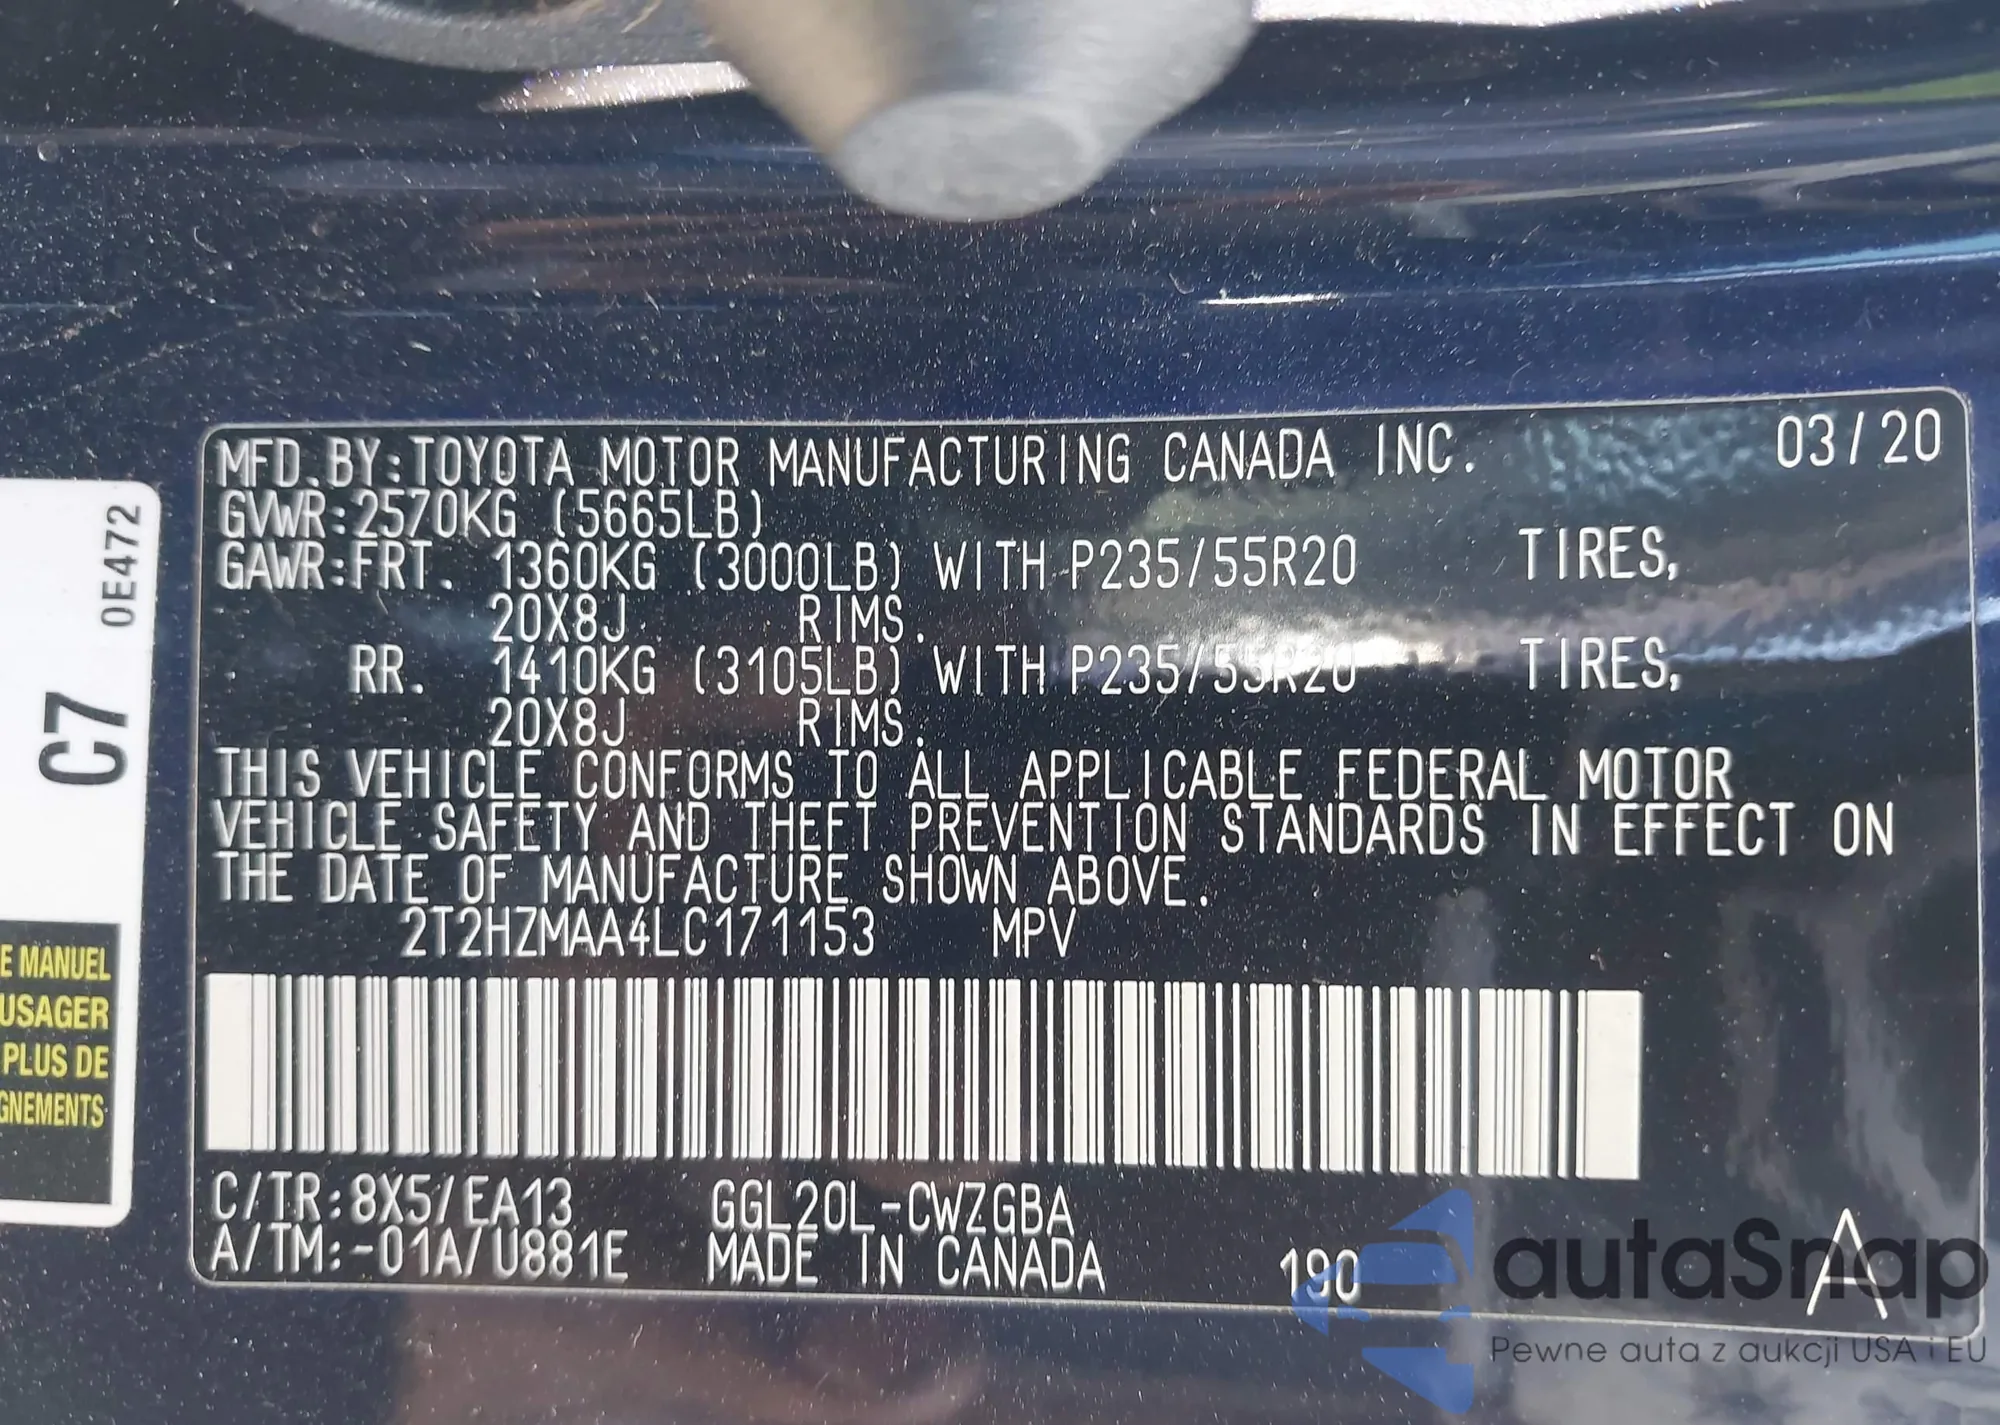 MFD.BY:TOYOTA MOTOR MANUFACTURING CANADA INC. 03/20
GVWR:2570KG (5665LB)
GAWR:FRT. 1360KG (3000LB) WITH P235/55R20 TIRES,
20X8J RIMS.
RR. 1410KG (3105LB) WITH P235/55R20 TIRES,
20X8J RIMS.
THIS VEHICLE CONFORMS TO ALL APPLICABLE FEDERAL MOTOR
VEHICLE SAFETY AND THEFT PREVENTION STANDARDS IN EFFECT ON
THE DATE OF MANUFACTURE SHOWN ABOVE.
2T2HZMAA4LC171153 MPV
C/TR:8X5/EA13 GGL20L-CWZGBA
A/TM:-01A/U881E MADE IN CANADA 190 A
0E472
C7
E MANUEL
USAGER
PLUS DE
GNEMENTS
autaSnap
Pewne auta z aukcji USA i EU